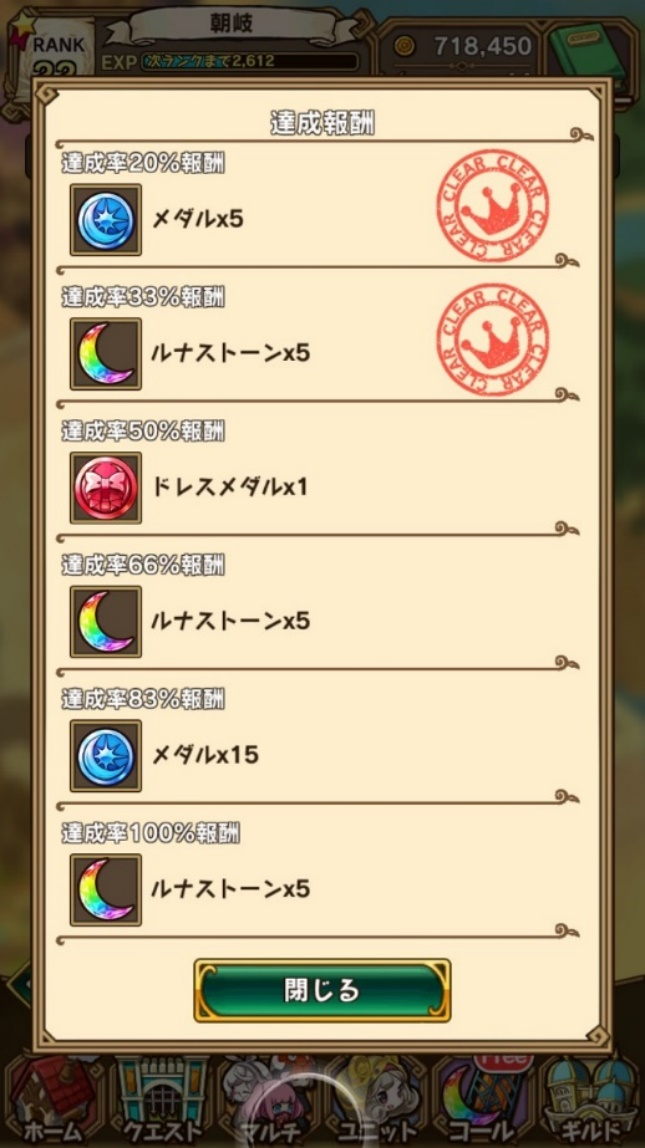 朝岐
RANK
EXP 次ランクまで2,612
718,450
達成報酬
達成率20%報酬
メダルx5
CLEAR CLEAR CLEAR CLEAR
達成率33%報酬
ルナストーンx5
CLEAR CLEAR CLEAR CLEAR
達成率50%報酬
ドレスメダルx1
達成率66%報酬
ルナストーンx5
達成率83%報酬
メダルx15
達成率100%報酬
ルナストーンx5
閉じる
Free
ホーム クエスト マルチ ユニット コール ギルド